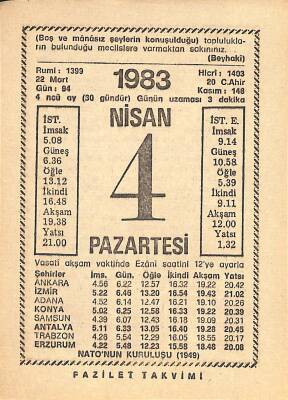 (Boş ve mânâsız şeylerin konuşulduğu) toplulukla-
rın bulunduğu meclislere varmaktan sakınınız.
(Beyhaki)
Rumi : 1399
22 Mart
Gün : 94
1983
Hicrî : 1403
20 C.Ahir
Kasım : 148
4 ncü ay (30 gündür) Günün uzaması 3 dakika
NİSAN
4
PAZARTESİ
İST.
İmsak
5.08
Güneş
6.36
Öğle
13.12
İkindi
16.48
Akşam
19.38
Yatsı
21.00
İST. E.
İmsak
9.14
Güneş
10.58
Öğle
5.39
İkindi
9.11
Akşam
12.00
Yatsı
1.32
Vasati akşam vaktinde Ezâni saatini 12'ye ayarla
Şehirler İms. Gün. Öğle İkindi Akşam Yatsı
ANKARA 4.56 6.22 12.57 16.32 19.22 20.42
İZMİR 5.22 6.46 13.20 16.54 19.43 21.02
ADANA 4.52 6.14 12.47 16.21 19.10 20.26
KONYA 5.02 6.25 12.58 16.33 19.22 20.39
SAMSUN 4.39 6.07 12.43 16.18 19.08 20.31
ANTALYA 5.11 6.33 13.05 16.40 19.28 20.45
TRABZON 4.26 5.54 12.29 16.05 18.55 20.17
ERZURUM 4.22 5.48 12.23 15.58 18.48 20.08
NATO'NUN KURULUŞU (1949)
FAZİLET TAKVİMİ